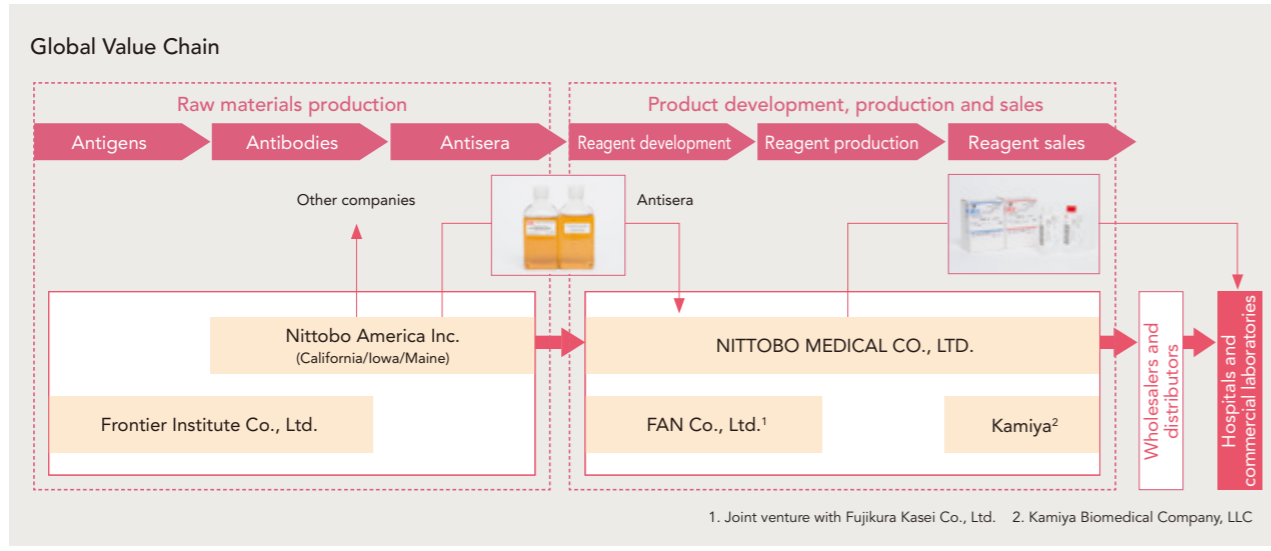 Global Value Chain
Raw materials production
Product development, production and sales
Antigens
Antibodies
Antisera
Reagent development
Reagent production
Reagent sales
Other companies
Antisera
Nittobo America Inc.
(California/Iowa/Maine)
NITTOBO MEDICAL CO., LTD.
Frontier Institute Co., Ltd.
FAN Co., Ltd.1
Kamiya2
Wholesalers and
distributors
Hospitals and
commercial laboratories
1. Joint venture with Fujikura Kasei Co., Ltd. 2. Kamiya Biomedical Company, LLC